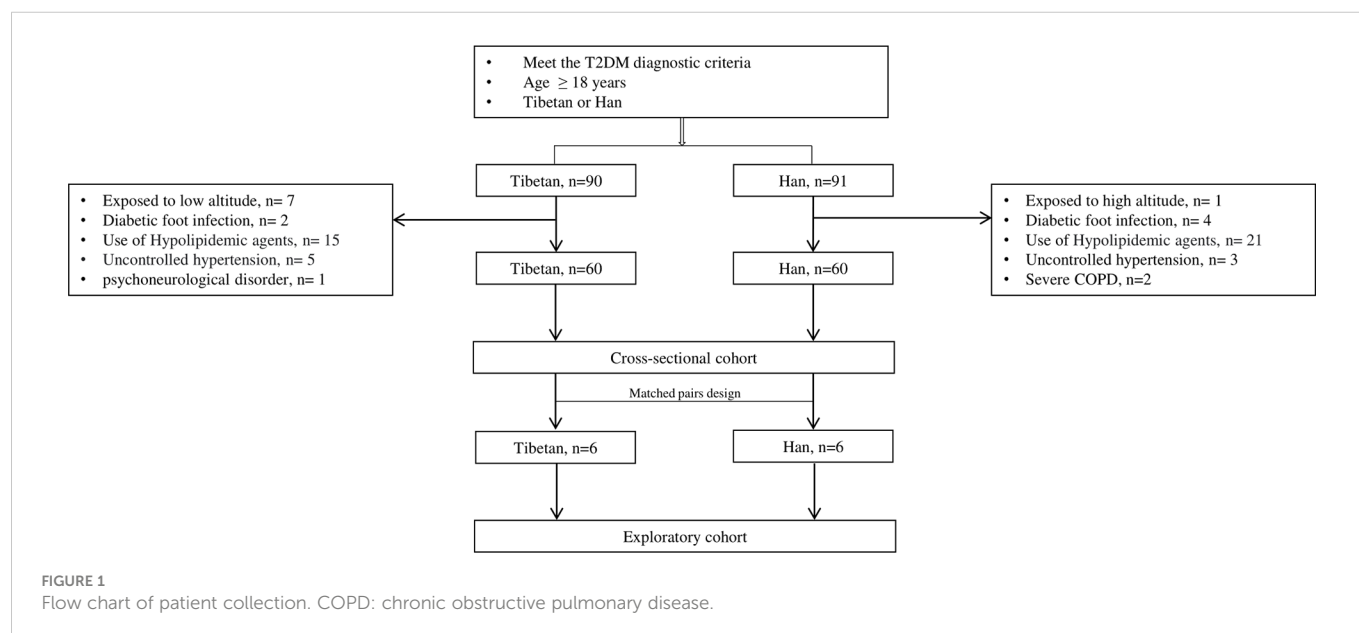 • Meet the T2DM diagnostic criteria
• Age ≥ 18 years
• Tibetan or Han
Tibetan, n=90
Han, n=91
• Exposed to low altitude, n= 7
• Diabetic foot infection, n= 2
• Use of Hypolipidemic agents, n= 15
• Uncontrolled hypertension, n= 5
• psychoneurological disorder, n= 1
• Exposed to high altitude, n= 1
• Diabetic foot infection, n= 4
• Use of Hypolipidemic agents, n= 21
• Uncontrolled hypertension, n= 3
• Severe COPD, n=2
Tibetan, n=60
Han, n=60
Cross-sectional cohort
Matched pairs design
Tibetan, n=6
Han, n=6
Exploratory cohort
FIGURE 1
Flow chart of patient collection. COPD: chronic obstructive pulmonary disease.